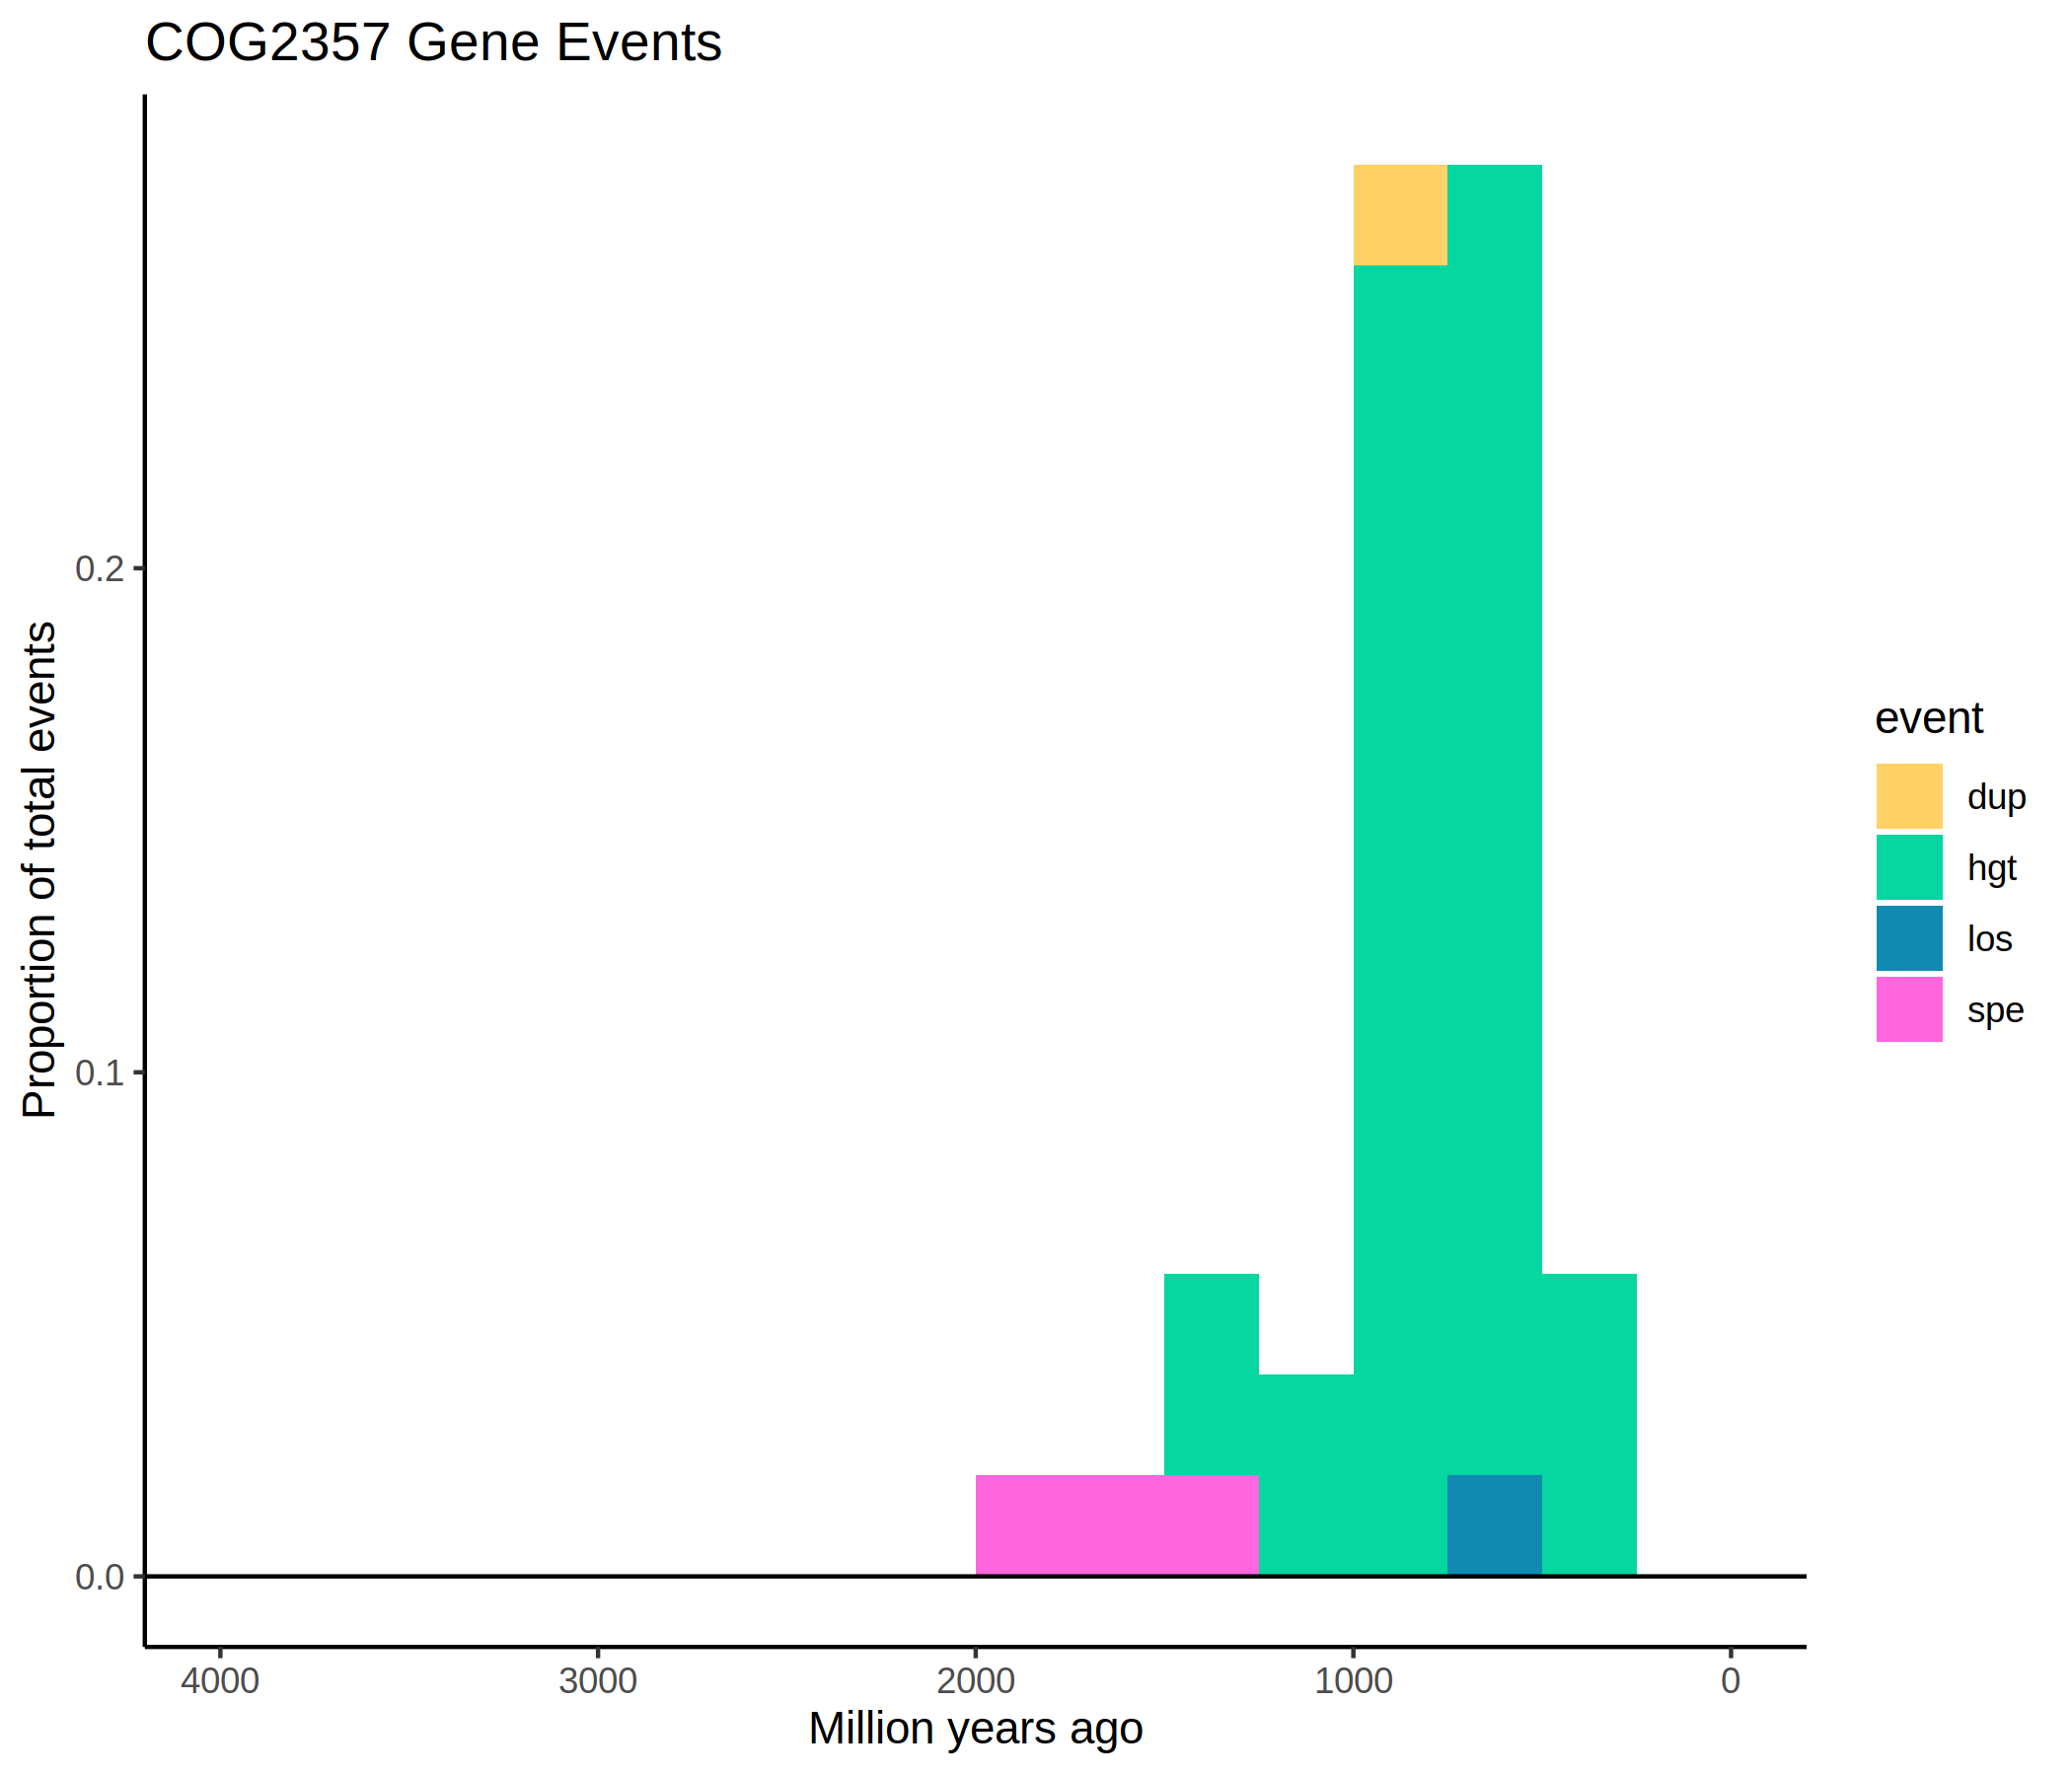 COG2357 Gene Events
Proportion of total events
0.2
0.1
0.0
4000 3000 2000 1000 0
Million years ago
event
dup
hgt
los
spe